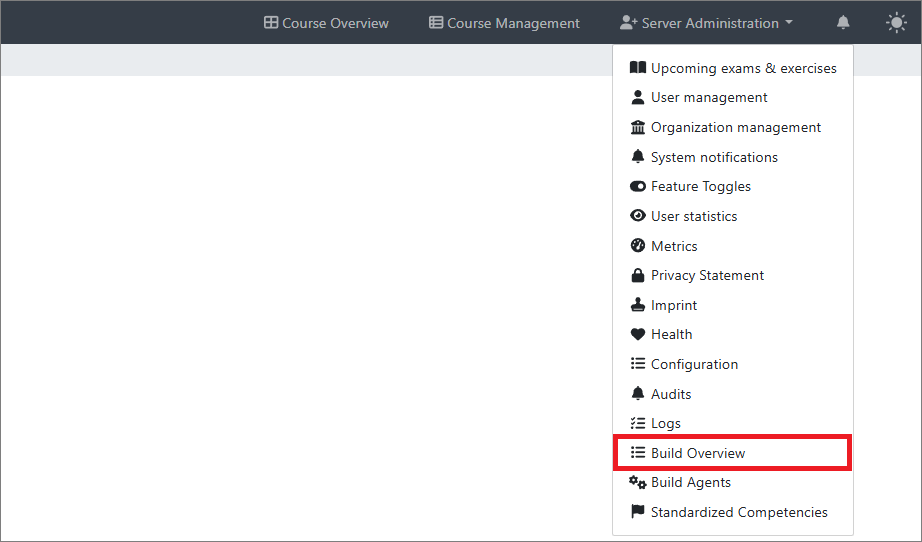 Course Overview Course Management Server Administration
Upcoming exams & exercises
User management
Organization management
System notifications
Feature Toggles
User statistics
Metrics
Privacy Statement
Imprint
Health
Configuration
Audits
Logs
Build Overview
Build Agents
Standardized Competencies